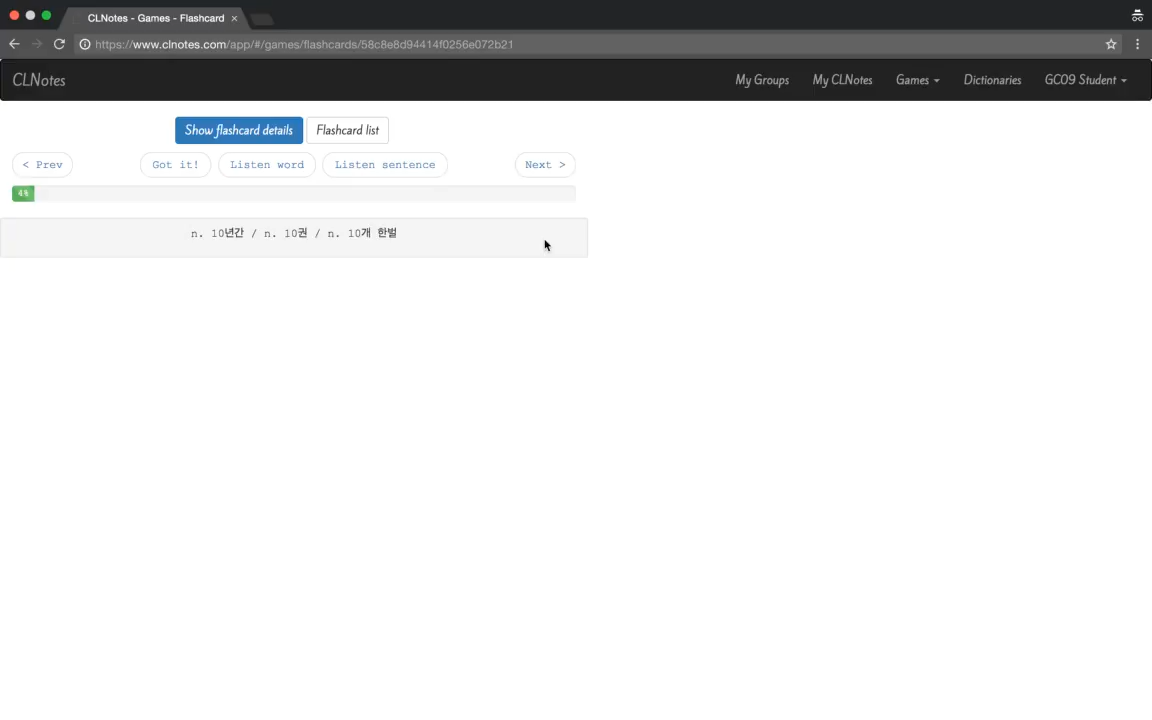 CLNotes - Games - Flashcard
https://www.clnotes.com/app/#/games/flashcards/58c8e8d94414f0256e072b21
CLNotes My Groups My CLNotes Games Dictionaries GC09 Student
Show flashcard details Flashcard list
< Prev Got it! Listen word Listen sentence Next >
4%
n. 10년간 / n. 10권 / n. 10개 한벌